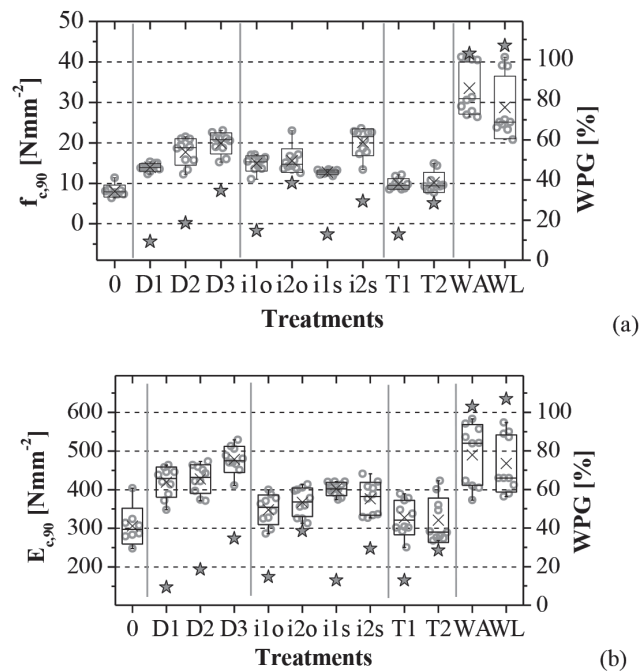 50
40
30
20
10
0
f_c,90 [Nmm⁻²]
100
80
60
40
20
0
WPG [%]
0 D1 D2 D3 i1o i2o i1s i2s T1 T2 WA WL
Treatments
(a)
600
500
400
300
200
E_c,90 [Nmm⁻²]
100
80
60
40
20
0
WPG [%]
0 D1 D2 D3 i1o i2o i1s i2s T1 T2 WA WL
Treatments
(b)